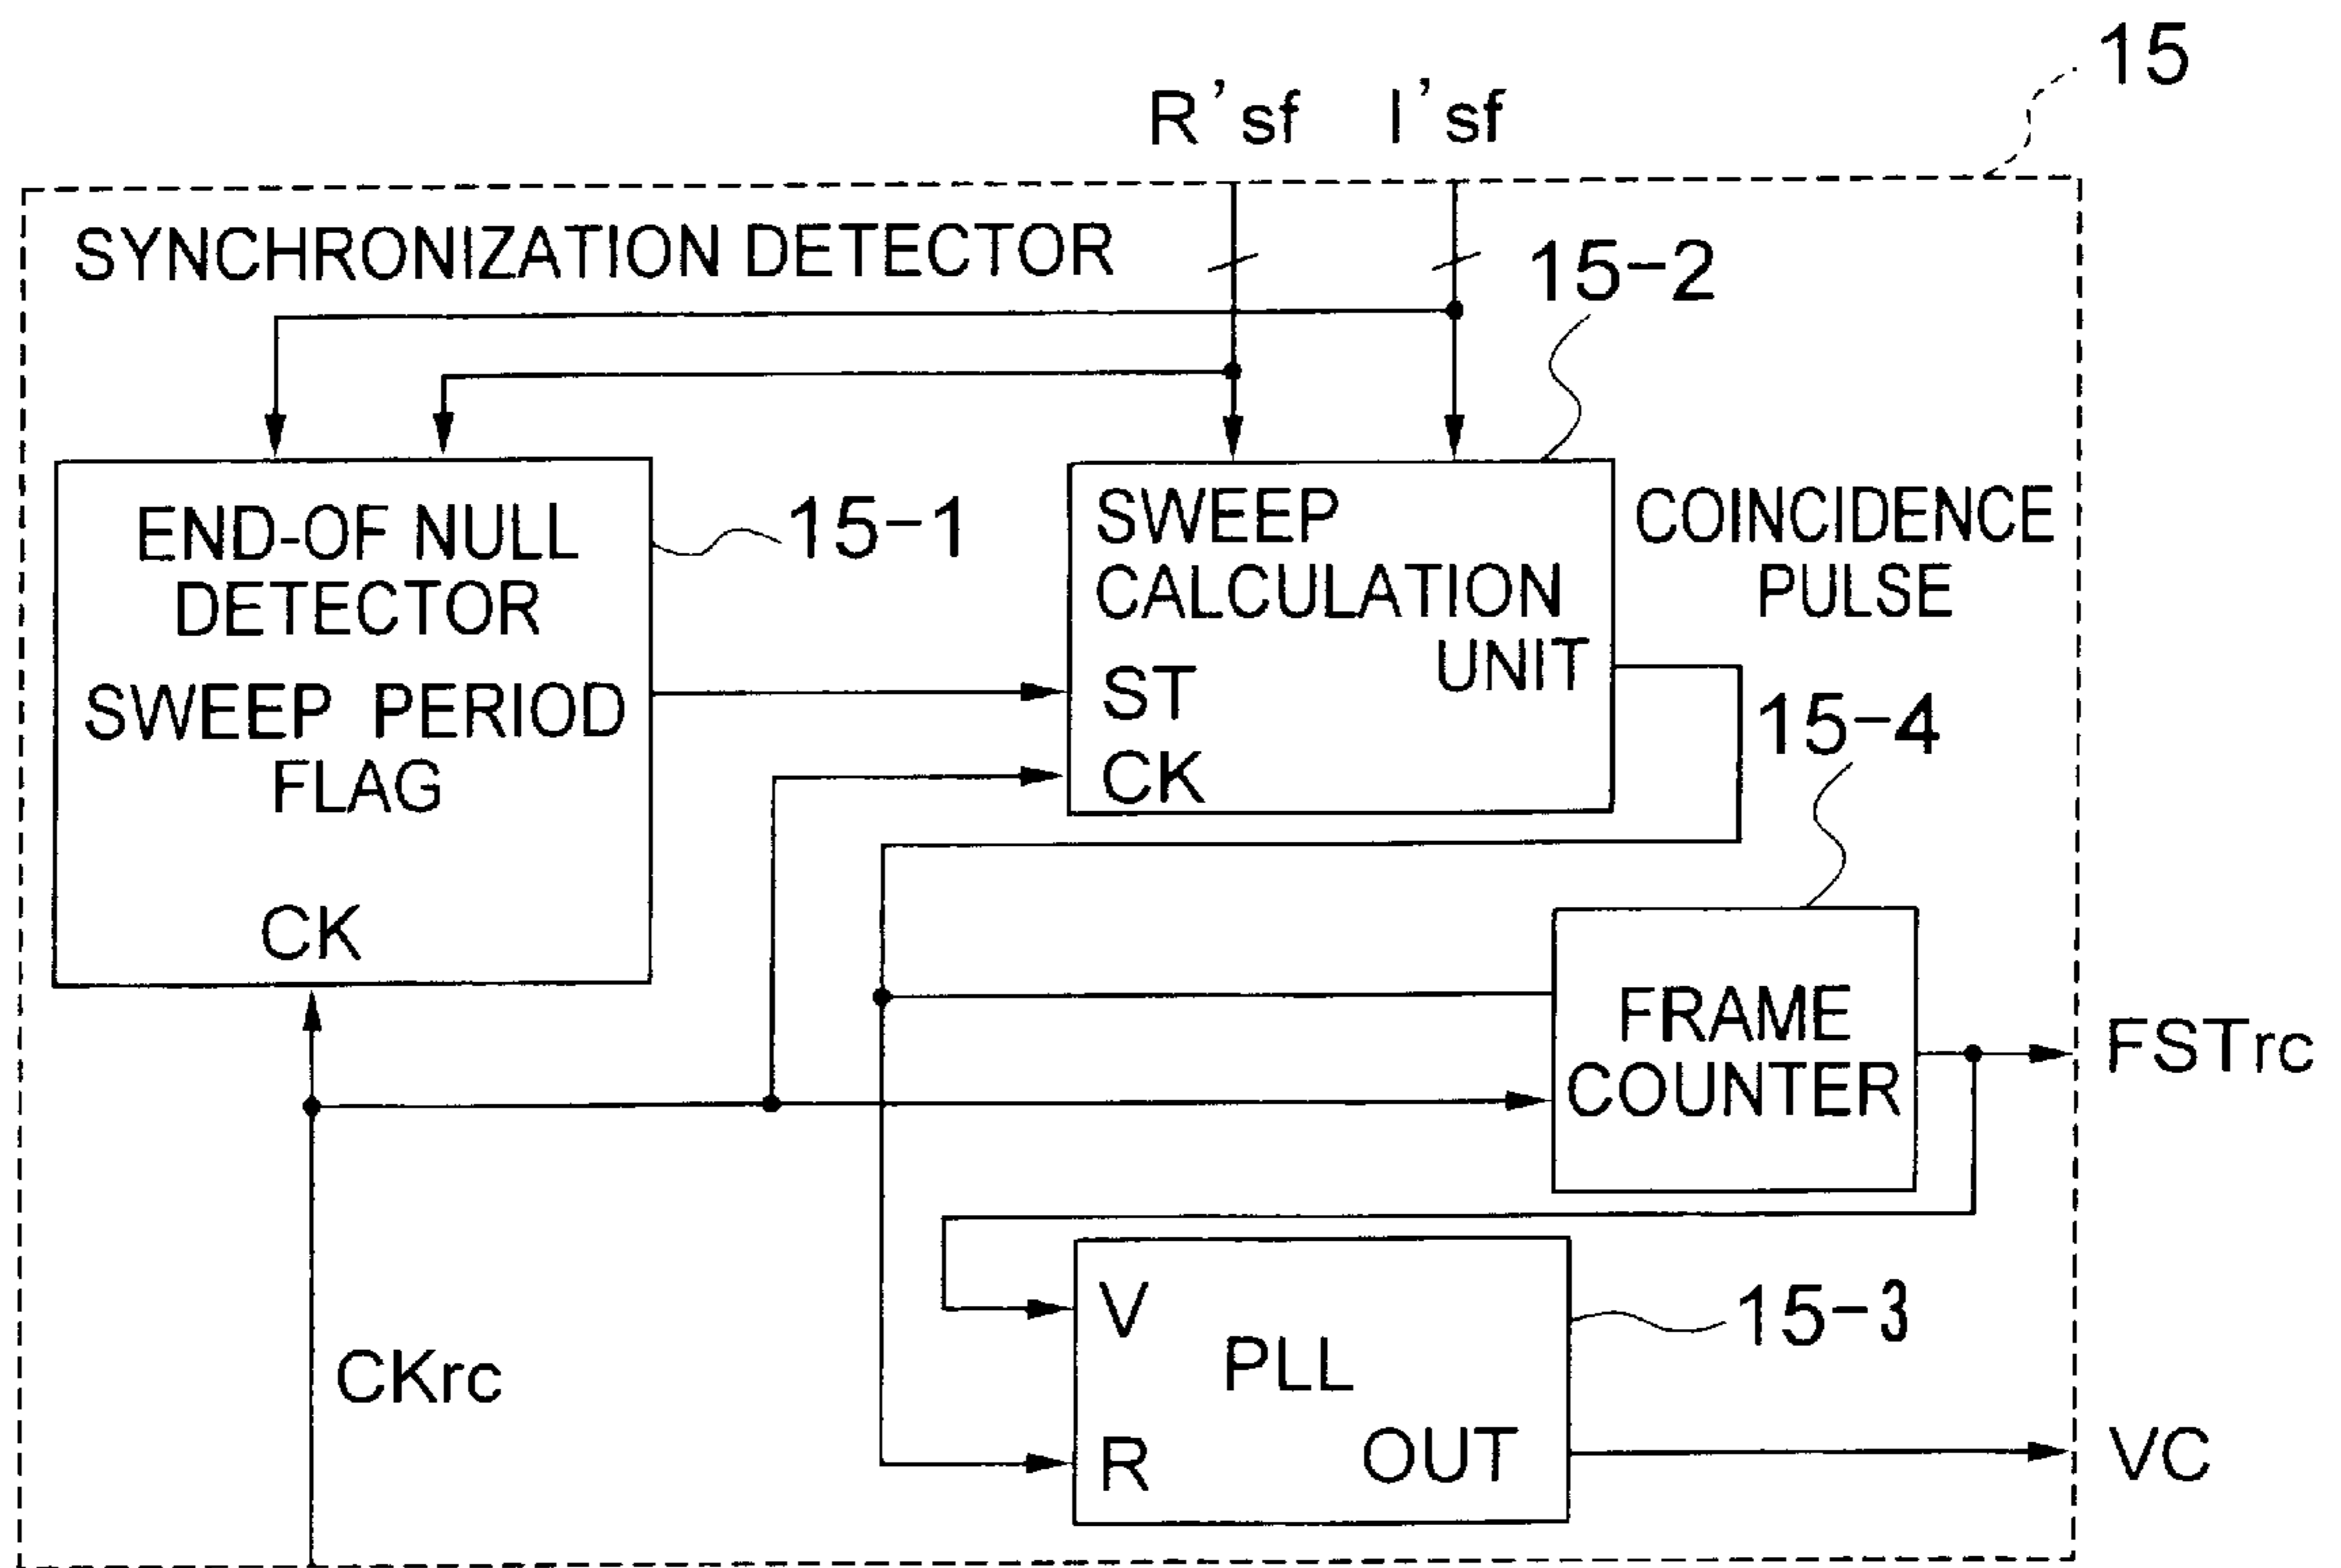 15
R'sf I'sf
SYNCHRONIZATION DETECTOR
15-2
END-OF NULL
DETECTOR
SWEEP PERIOD
FLAG
CK
15-1
SWEEP
CALCULATION
UNIT
ST
CK
COINCIDENCE
PULSE
15-4
FRAME
COUNTER
FSTrc
CKrc
V
PLL
R
OUT
15-3
VC